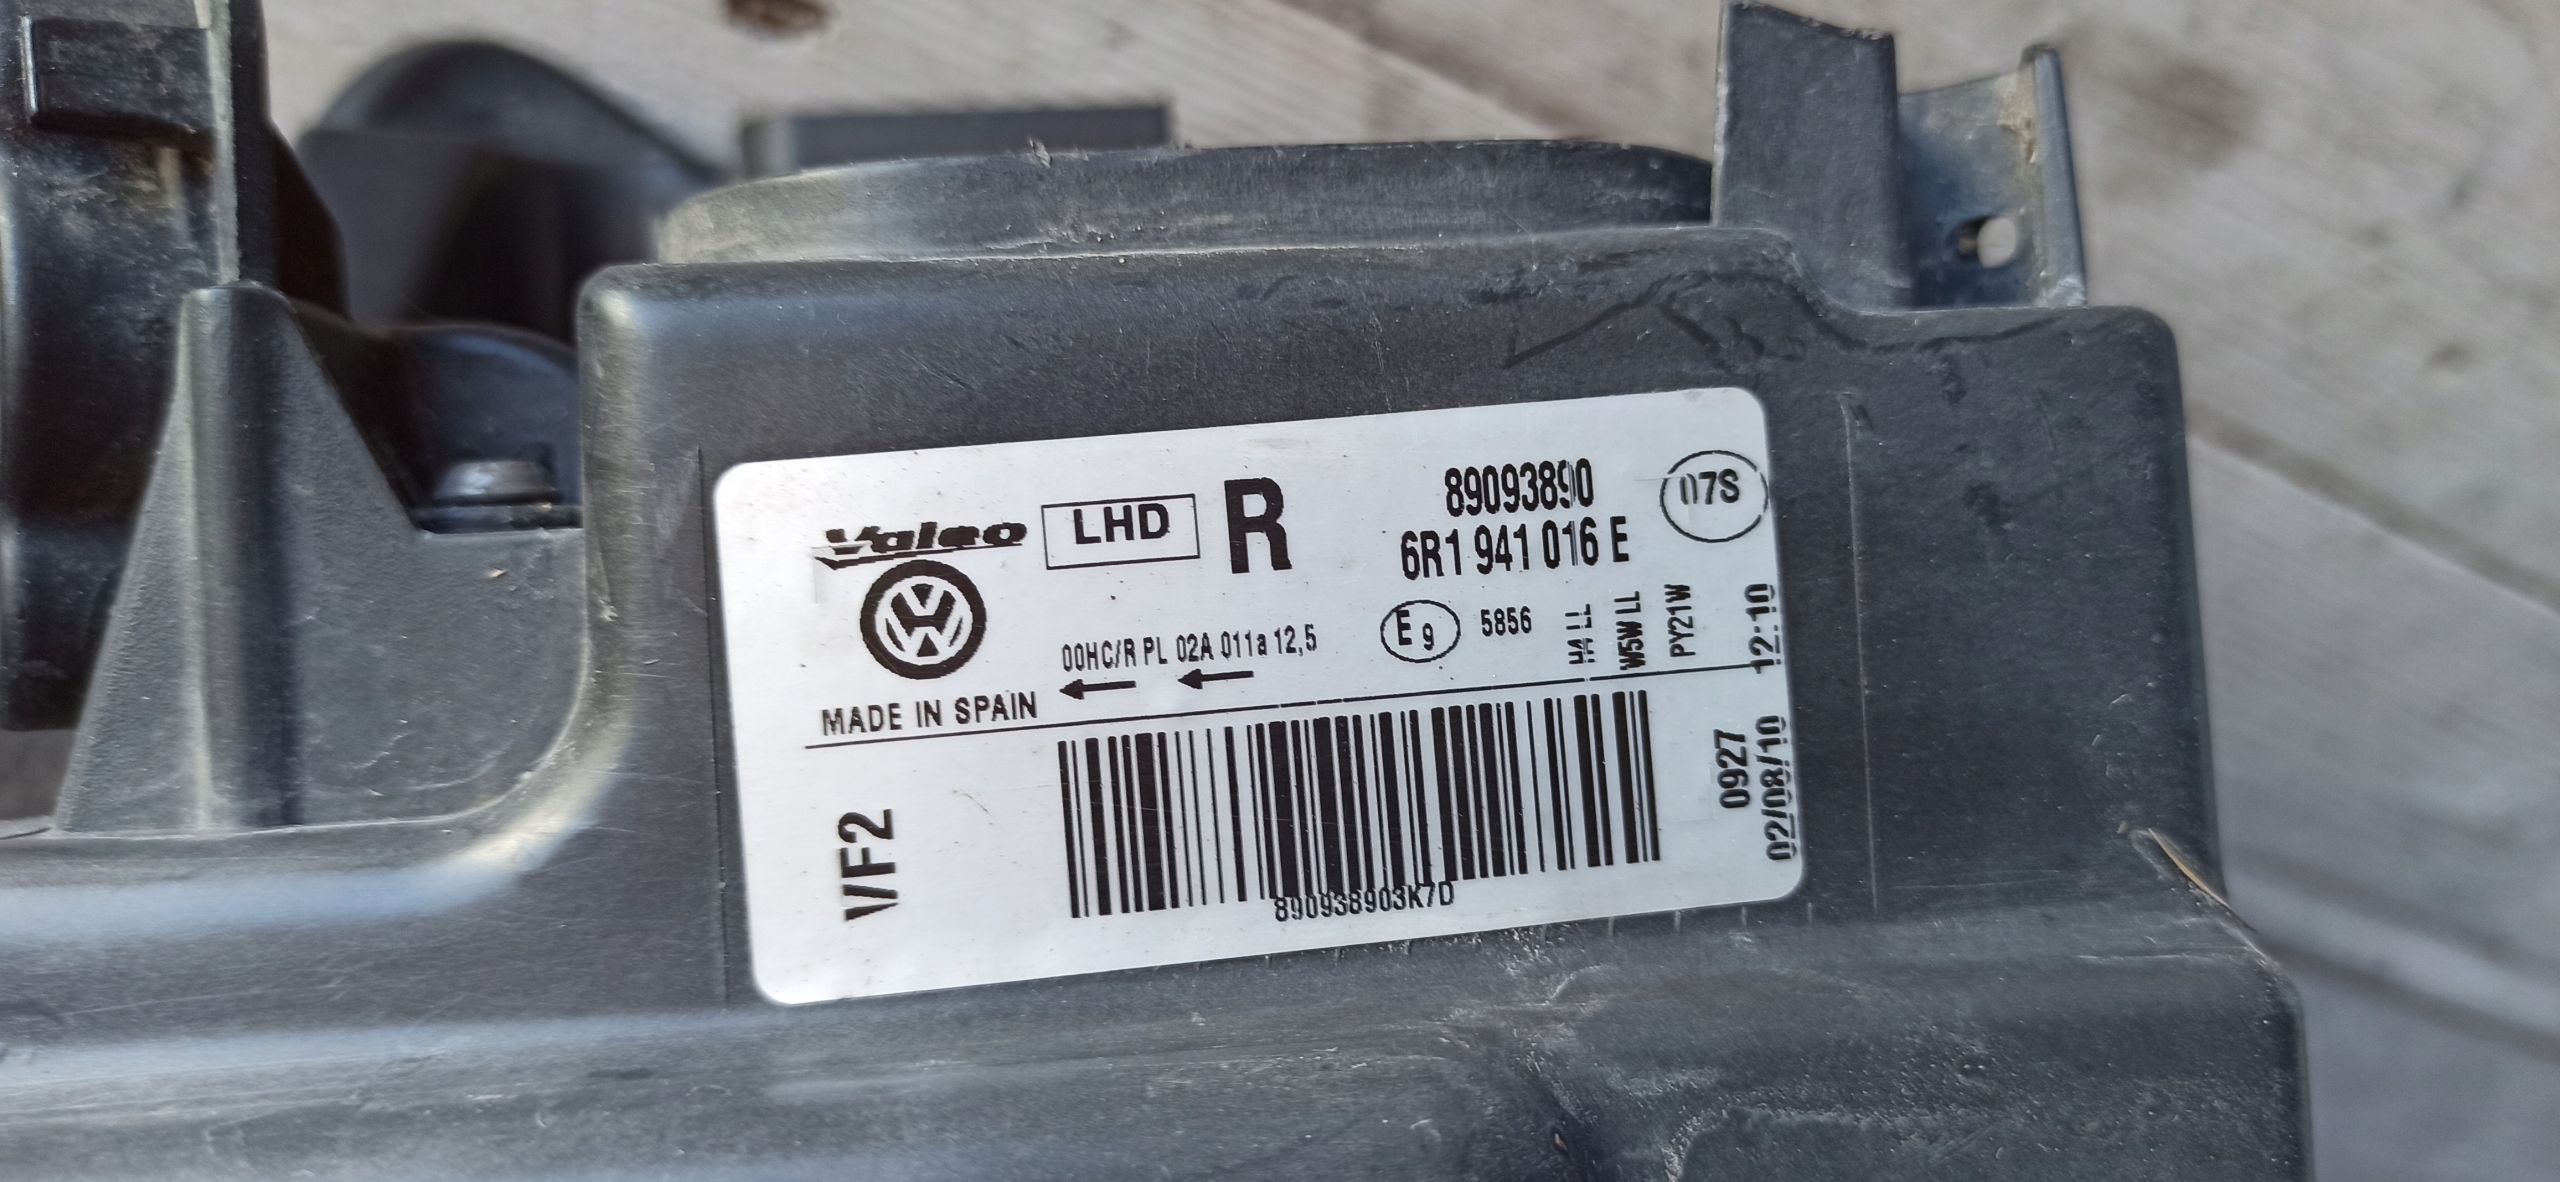 Valeo
LHD
R
89093890
6R1 941 016 E
07S
00HC/R PL 02A 011a 12,5
E9
5856
H4 LL
W5W LL
PY21W
12:10
MADE IN SPAIN
VF2
0927
02/08/10
890938903K7D